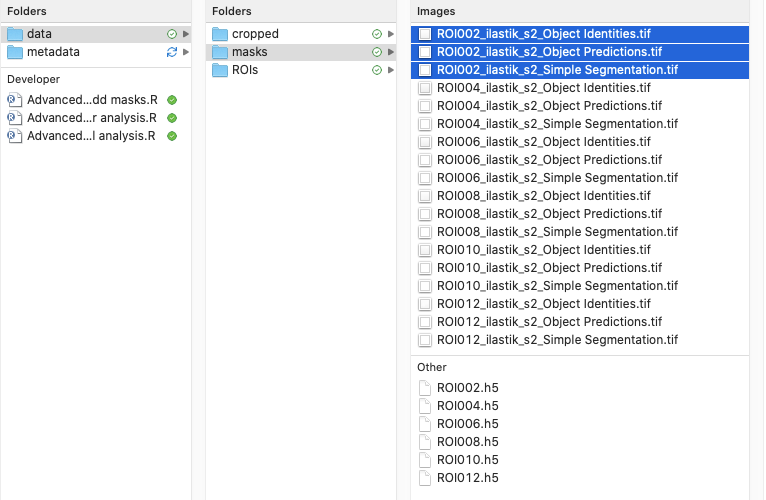 Folders
data
metadata
Developer
Advanced...dd masks.R
Advanced...r analysis.R
Advanced...l analysis.R
Folders
cropped
masks
ROIs
Images
ROI002_ilastik_s2_Object Identities.tif
ROI002_ilastik_s2_Object Predictions.tif
ROI002_ilastik_s2_Simple Segmentation.tif
ROI004_ilastik_s2_Object Identities.tif
ROI004_ilastik_s2_Object Predictions.tif
ROI004_ilastik_s2_Simple Segmentation.tif
ROI006_ilastik_s2_Object Identities.tif
ROI006_ilastik_s2_Object Predictions.tif
ROI006_ilastik_s2_Simple Segmentation.tif
ROI008_ilastik_s2_Object Identities.tif
ROI008_ilastik_s2_Object Predictions.tif
ROI008_ilastik_s2_Simple Segmentation.tif
ROI010_ilastik_s2_Object Identities.tif
ROI010_ilastik_s2_Object Predictions.tif
ROI010_ilastik_s2_Simple Segmentation.tif
ROI012_ilastik_s2_Object Identities.tif
ROI012_ilastik_s2_Object Predictions.tif
ROI012_ilastik_s2_Simple Segmentation.tif
Other
ROI002.h5
ROI004.h5
ROI006.h5
ROI008.h5
ROI010.h5
ROI012.h5